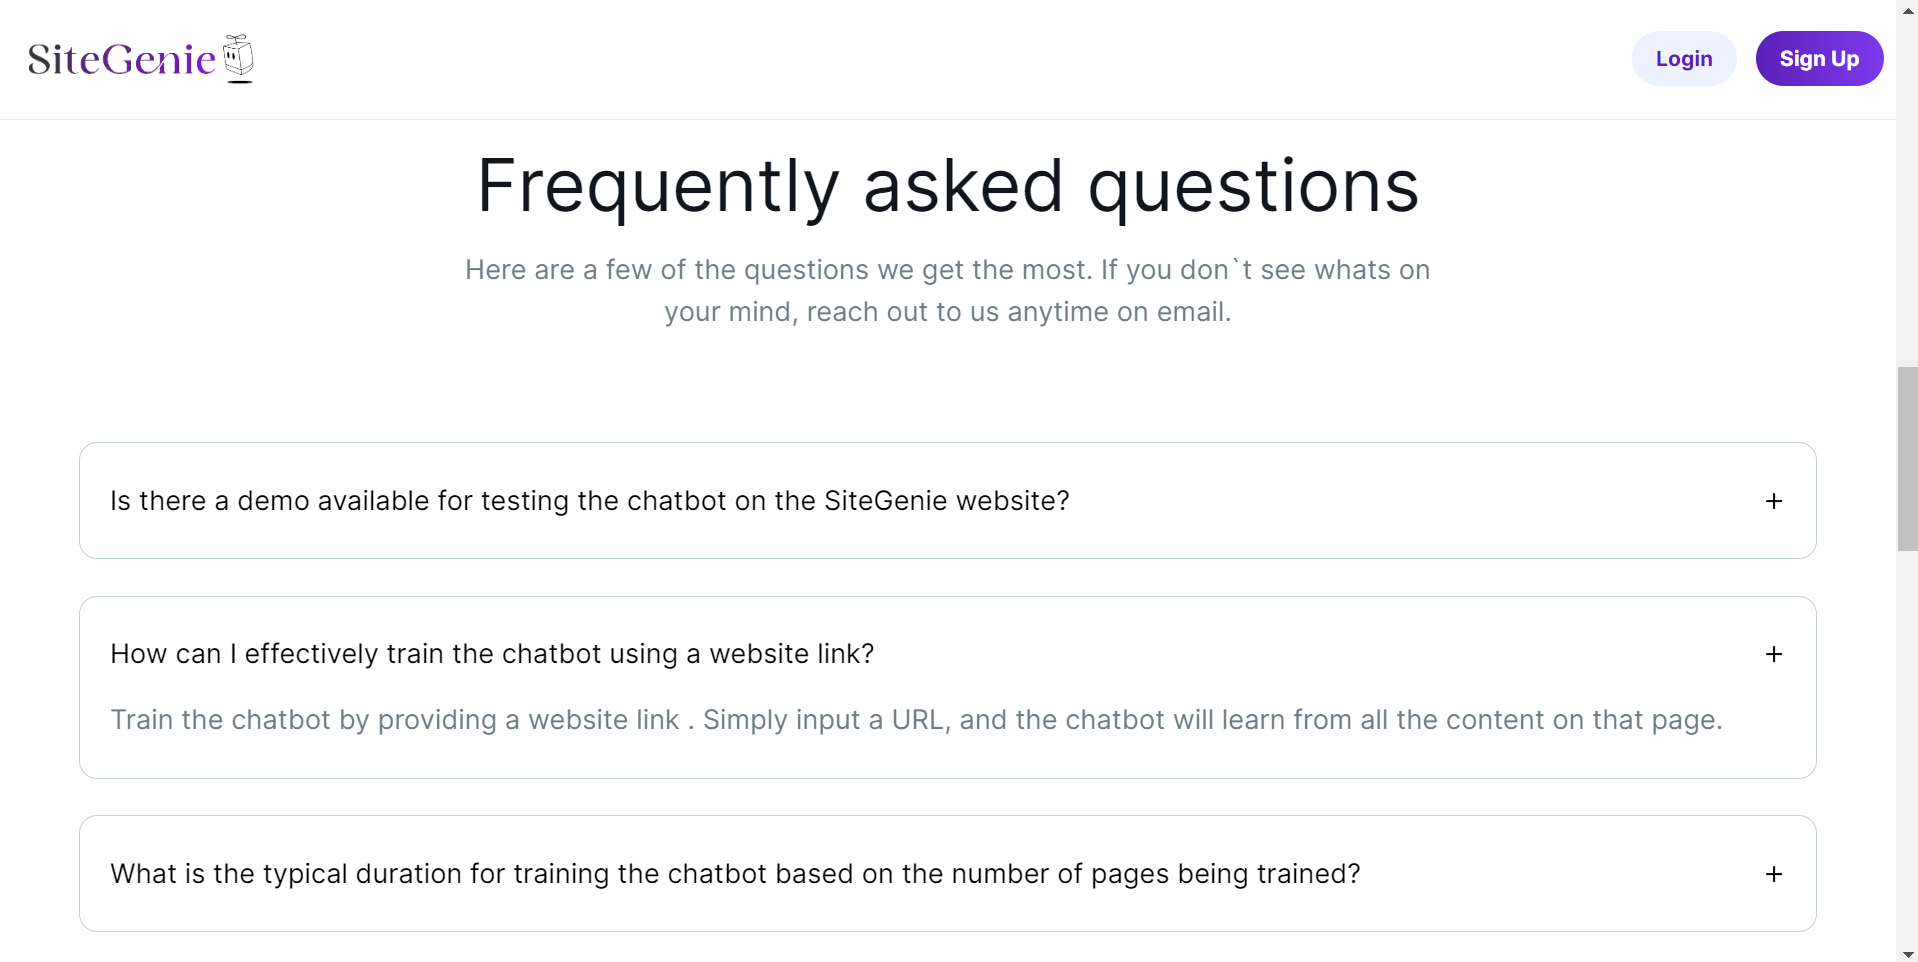 SiteGenie
Login
Sign Up
Frequently asked questions
Here are a few of the questions we get the most. If you don`t see whats on
your mind, reach out to us anytime on email.
Is there a demo available for testing the chatbot on the SiteGenie website?
How can I effectively train the chatbot using a website link?
Train the chatbot by providing a website link . Simply input a URL, and the chatbot will learn from all the content on that page.
What is the typical duration for training the chatbot based on the number of pages being trained?